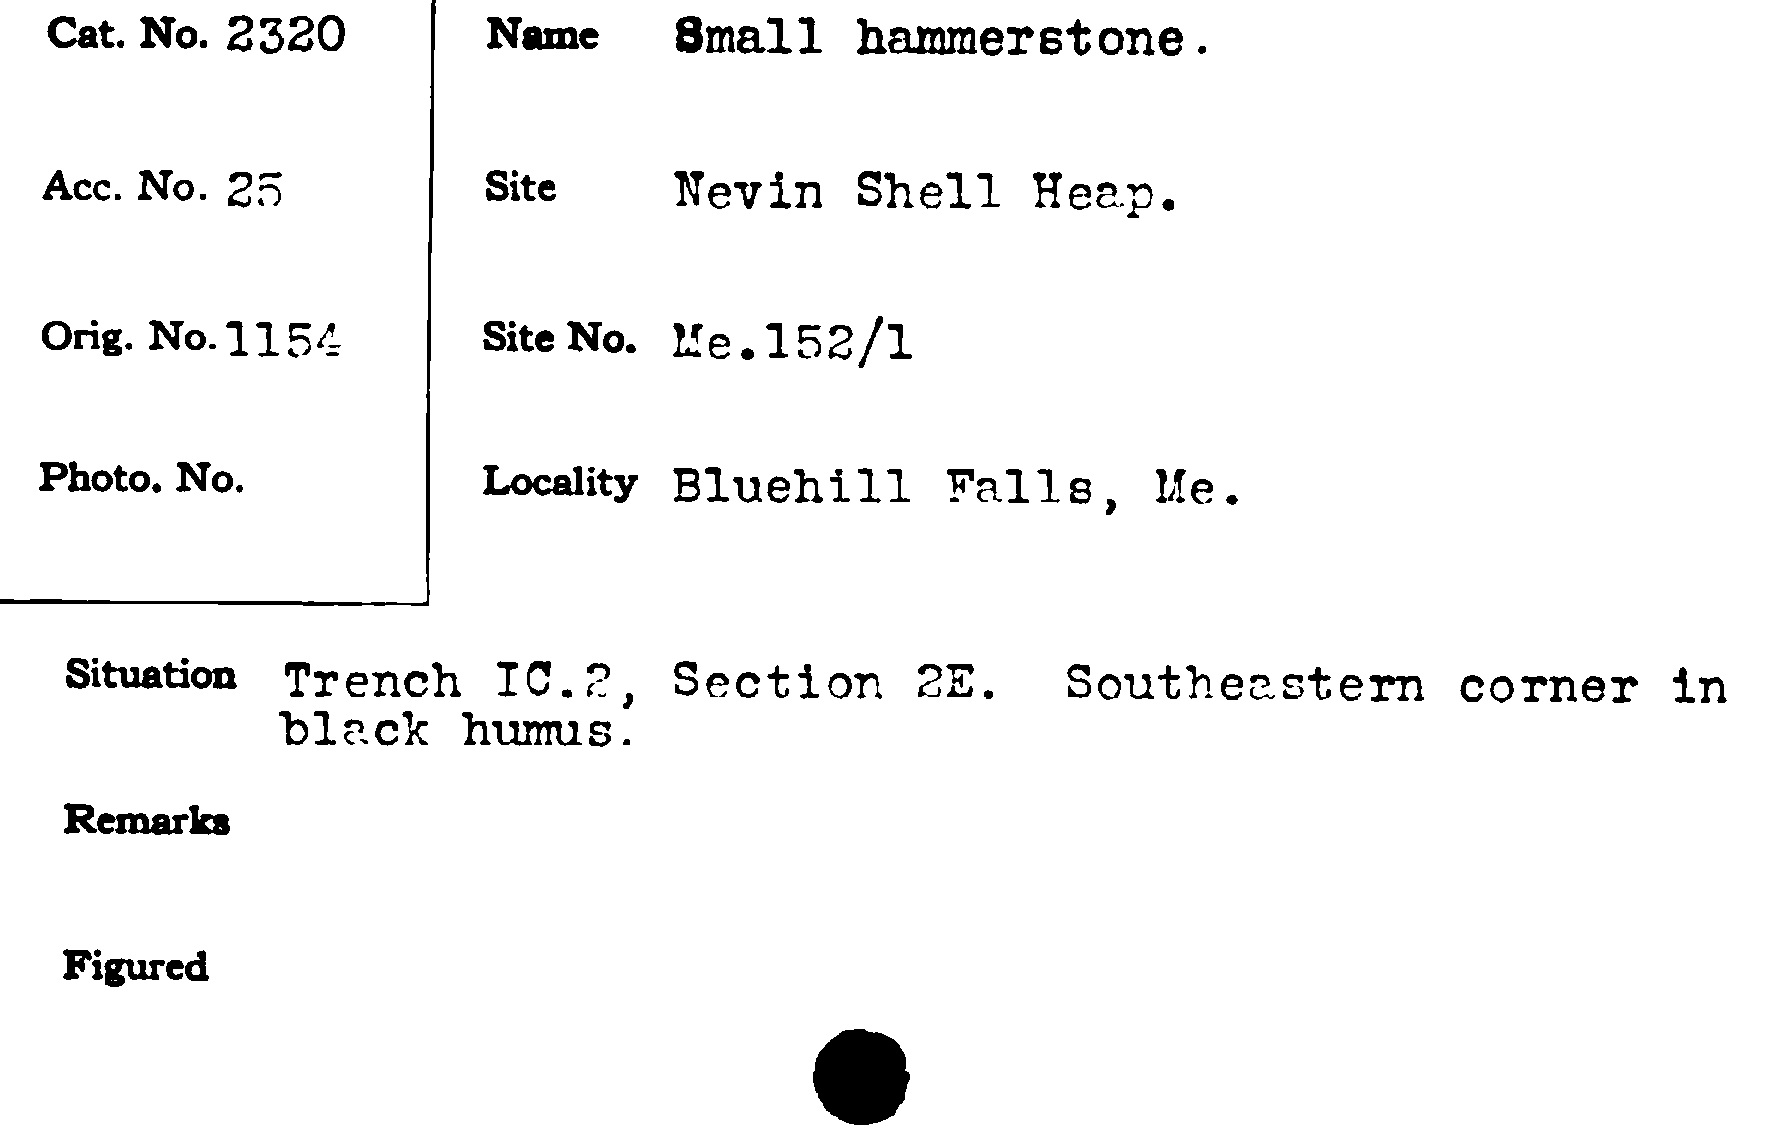 Cat. No. 2320
Name Small hammerstone.
Acc. No. 25
Site Nevin Shell Heap.
Orig. No. 1154
Site No. Me.152/1
Photo. No.
Locality Bluehill Falls, Me.
Situation Trench IC.2, Section 2E. Southeastern corner in
black humus.
Remarks
Figured